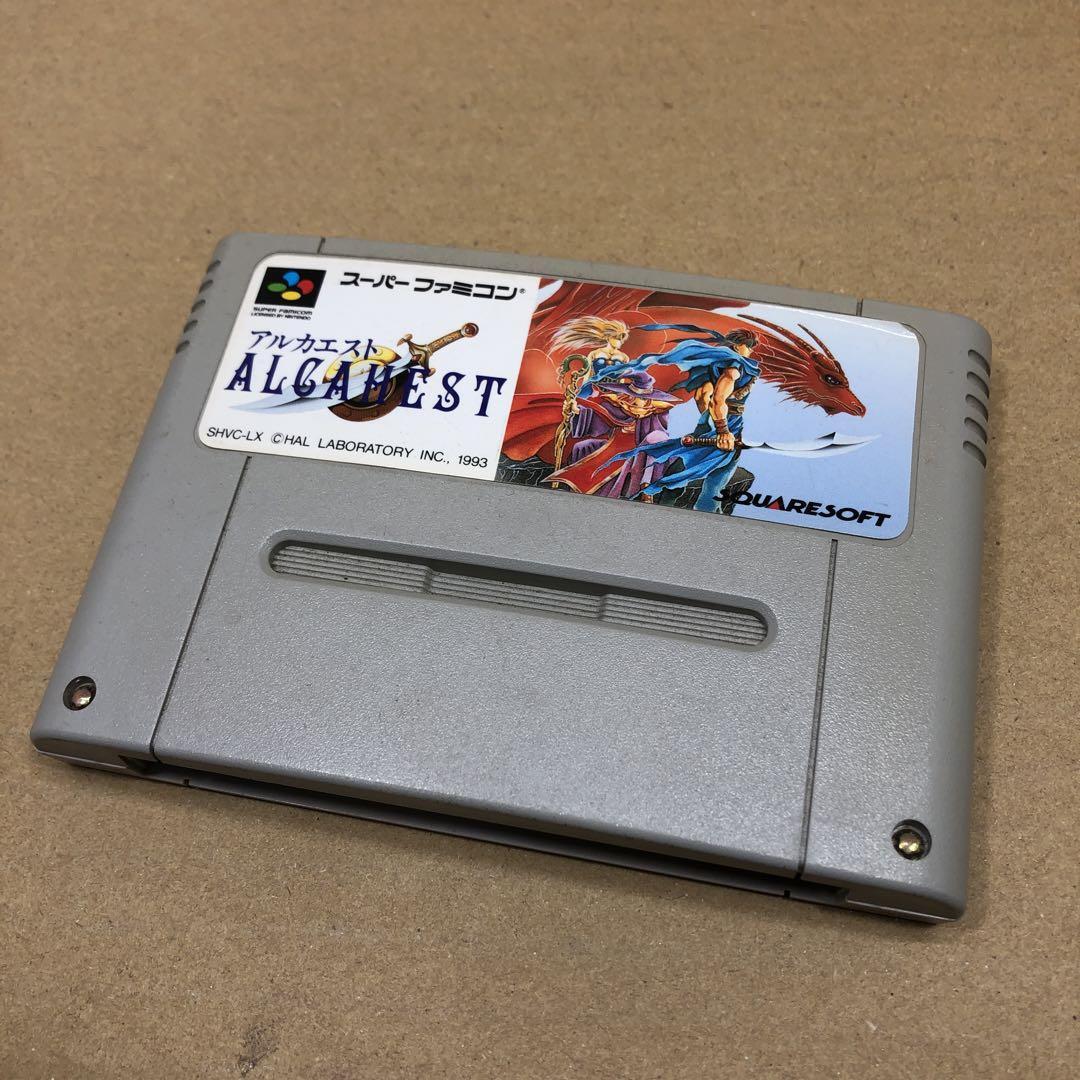 スーパーファミコン®
SUPER FAMICOM
LICENSED BY NINTENDO
アルカエスト
ALCAHEST
SHVC-LX ©HAL LABORATORY INC., 1993
SQUARESOFT